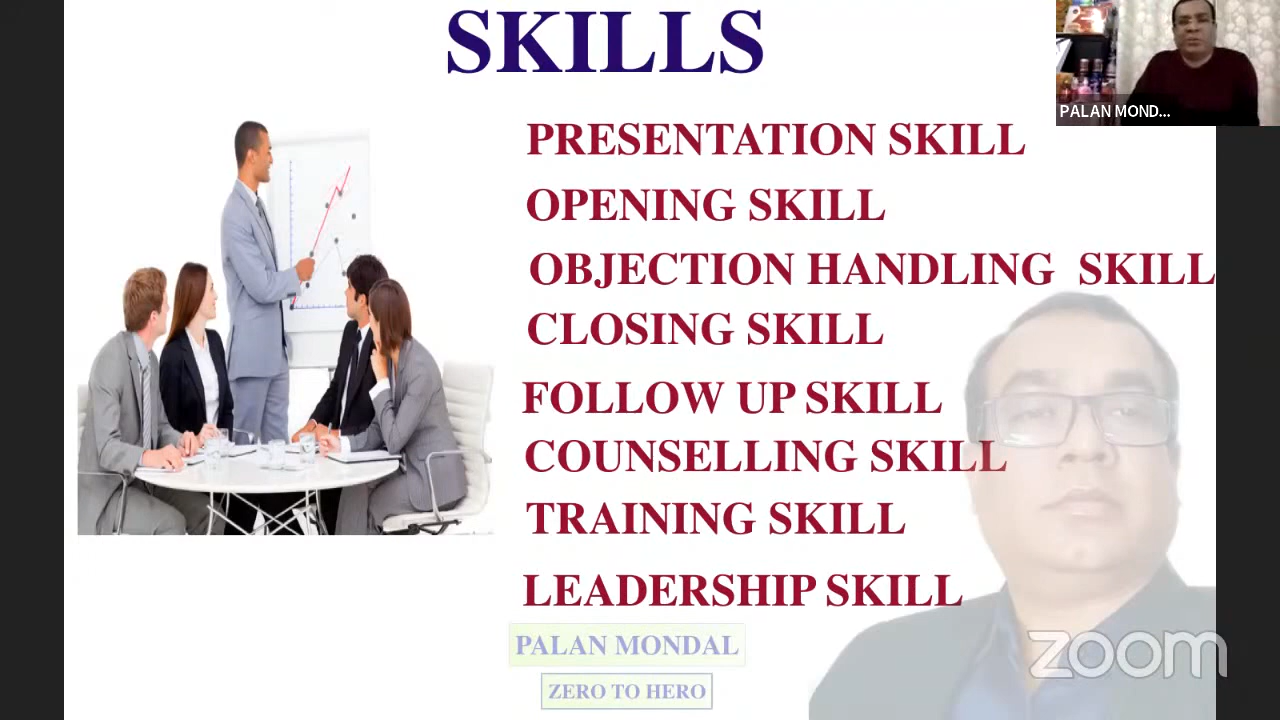 SKILLS
PALAN MOND...
PRESENTATION SKILL
OPENING SKILL
OBJECTION HANDLING SKILL
CLOSING SKILL
FOLLOW UP SKILL
COUNSELLING SKILL
TRAINING SKILL
LEADERSHIP SKILL
PALAN MONDAL
ZERO TO HERO
zoom